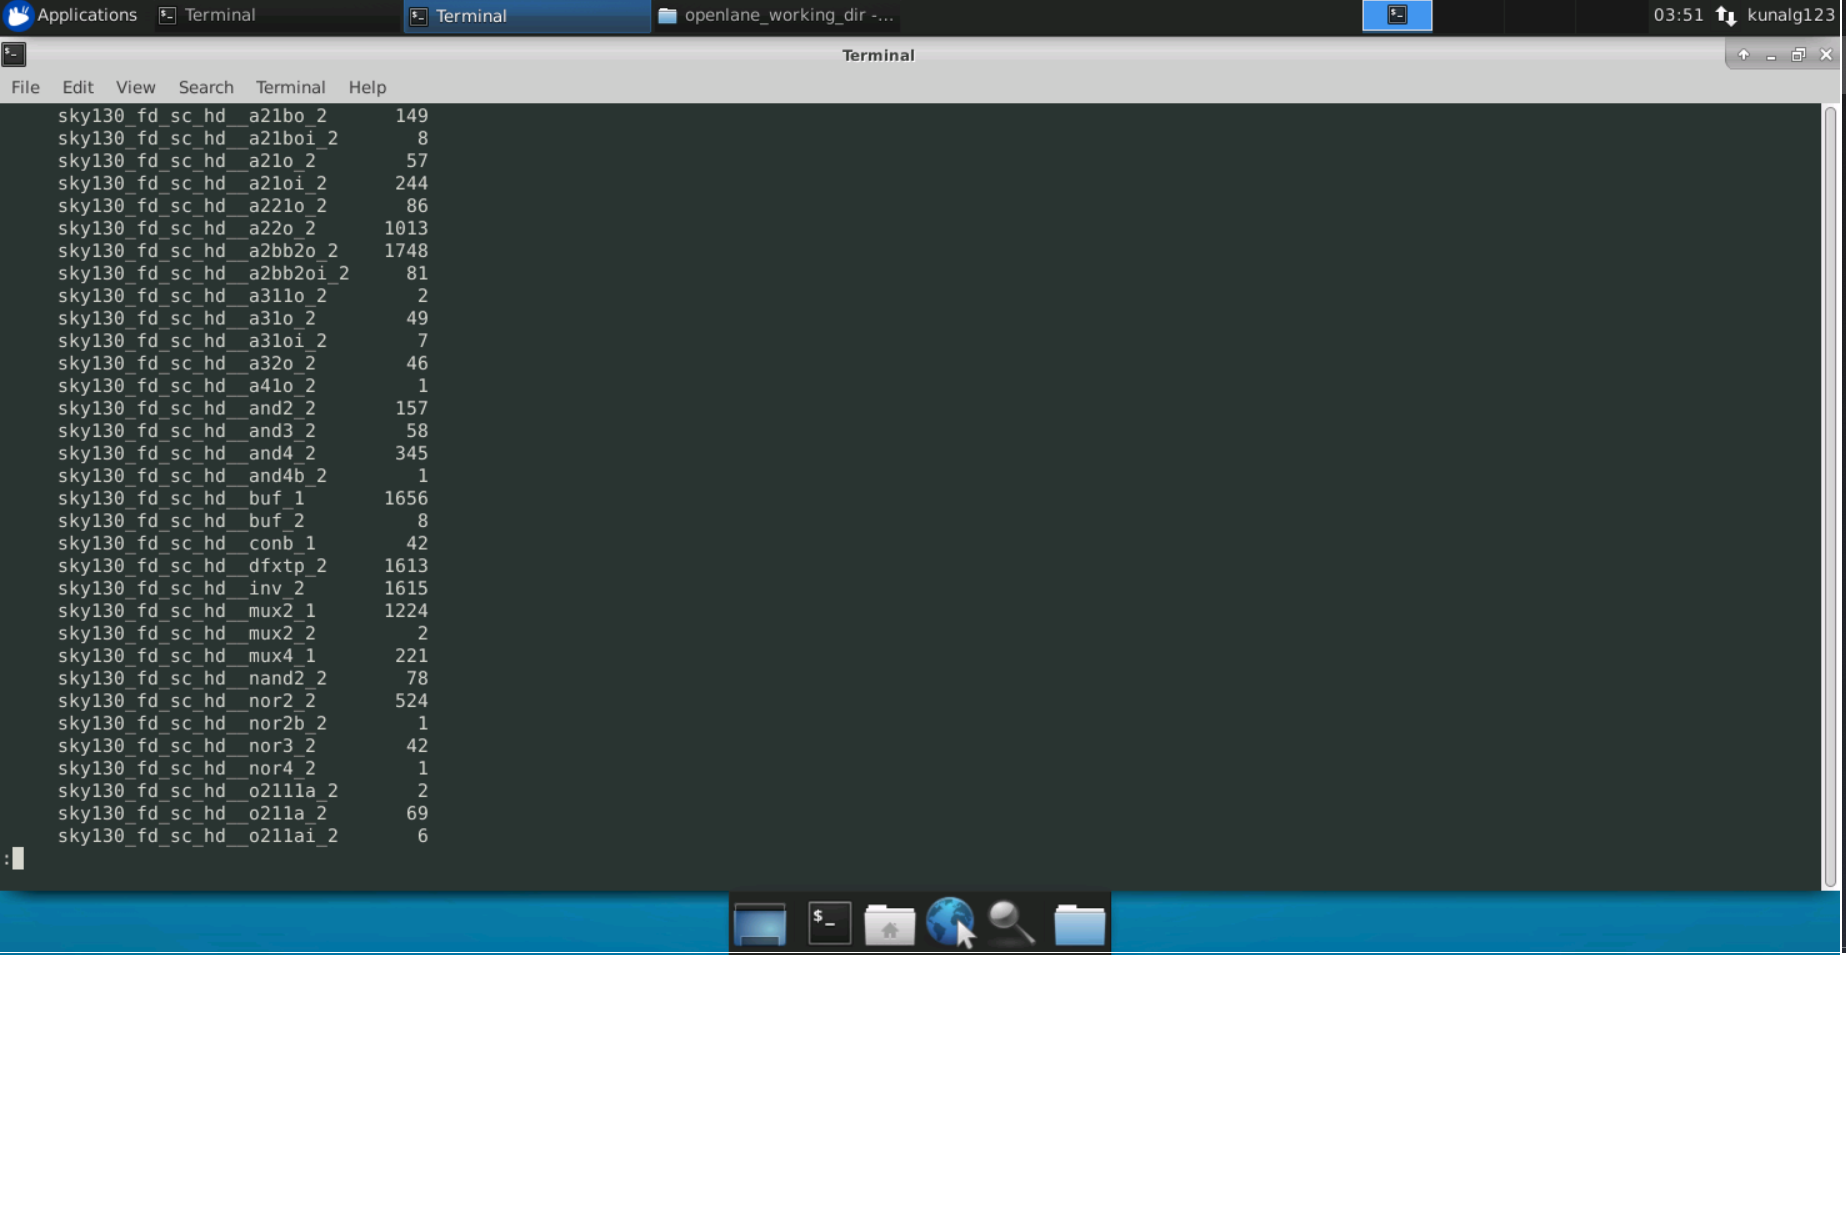 Applications Terminal Terminal openlane_working_dir -... 03:51 kunalg123
Terminal
File Edit View Search Terminal Help
sky130_fd_sc_hd__a21bo_2 149
sky130_fd_sc_hd__a21boi_2 8
sky130_fd_sc_hd__a21o_2 57
sky130_fd_sc_hd__a21oi_2 244
sky130_fd_sc_hd__a221o_2 86
sky130_fd_sc_hd__a22o_2 1013
sky130_fd_sc_hd__a2bb2o_2 1748
sky130_fd_sc_hd__a2bb2oi_2 81
sky130_fd_sc_hd__a311o_2 2
sky130_fd_sc_hd__a31o_2 49
sky130_fd_sc_hd__a31oi_2 7
sky130_fd_sc_hd__a32o_2 46
sky130_fd_sc_hd__a41o_2 1
sky130_fd_sc_hd__and2_2 157
sky130_fd_sc_hd__and3_2 58
sky130_fd_sc_hd__and4_2 345
sky130_fd_sc_hd__and4b_2 1
sky130_fd_sc_hd__buf_1 1656
sky130_fd_sc_hd__buf_2 8
sky130_fd_sc_hd__conb_1 42
sky130_fd_sc_hd__dfxtp_2 1613
sky130_fd_sc_hd__inv_2 1615
sky130_fd_sc_hd__mux2_1 1224
sky130_fd_sc_hd__mux2_2 2
sky130_fd_sc_hd__mux4_1 221
sky130_fd_sc_hd__nand2_2 78
sky130_fd_sc_hd__nor2_2 524
sky130_fd_sc_hd__nor2b_2 1
sky130_fd_sc_hd__nor3_2 42
sky130_fd_sc_hd__nor4_2 1
sky130_fd_sc_hd__o2111a_2 2
sky130_fd_sc_hd__o211a_2 69
sky130_fd_sc_hd__o211ai_2 6
:
$_